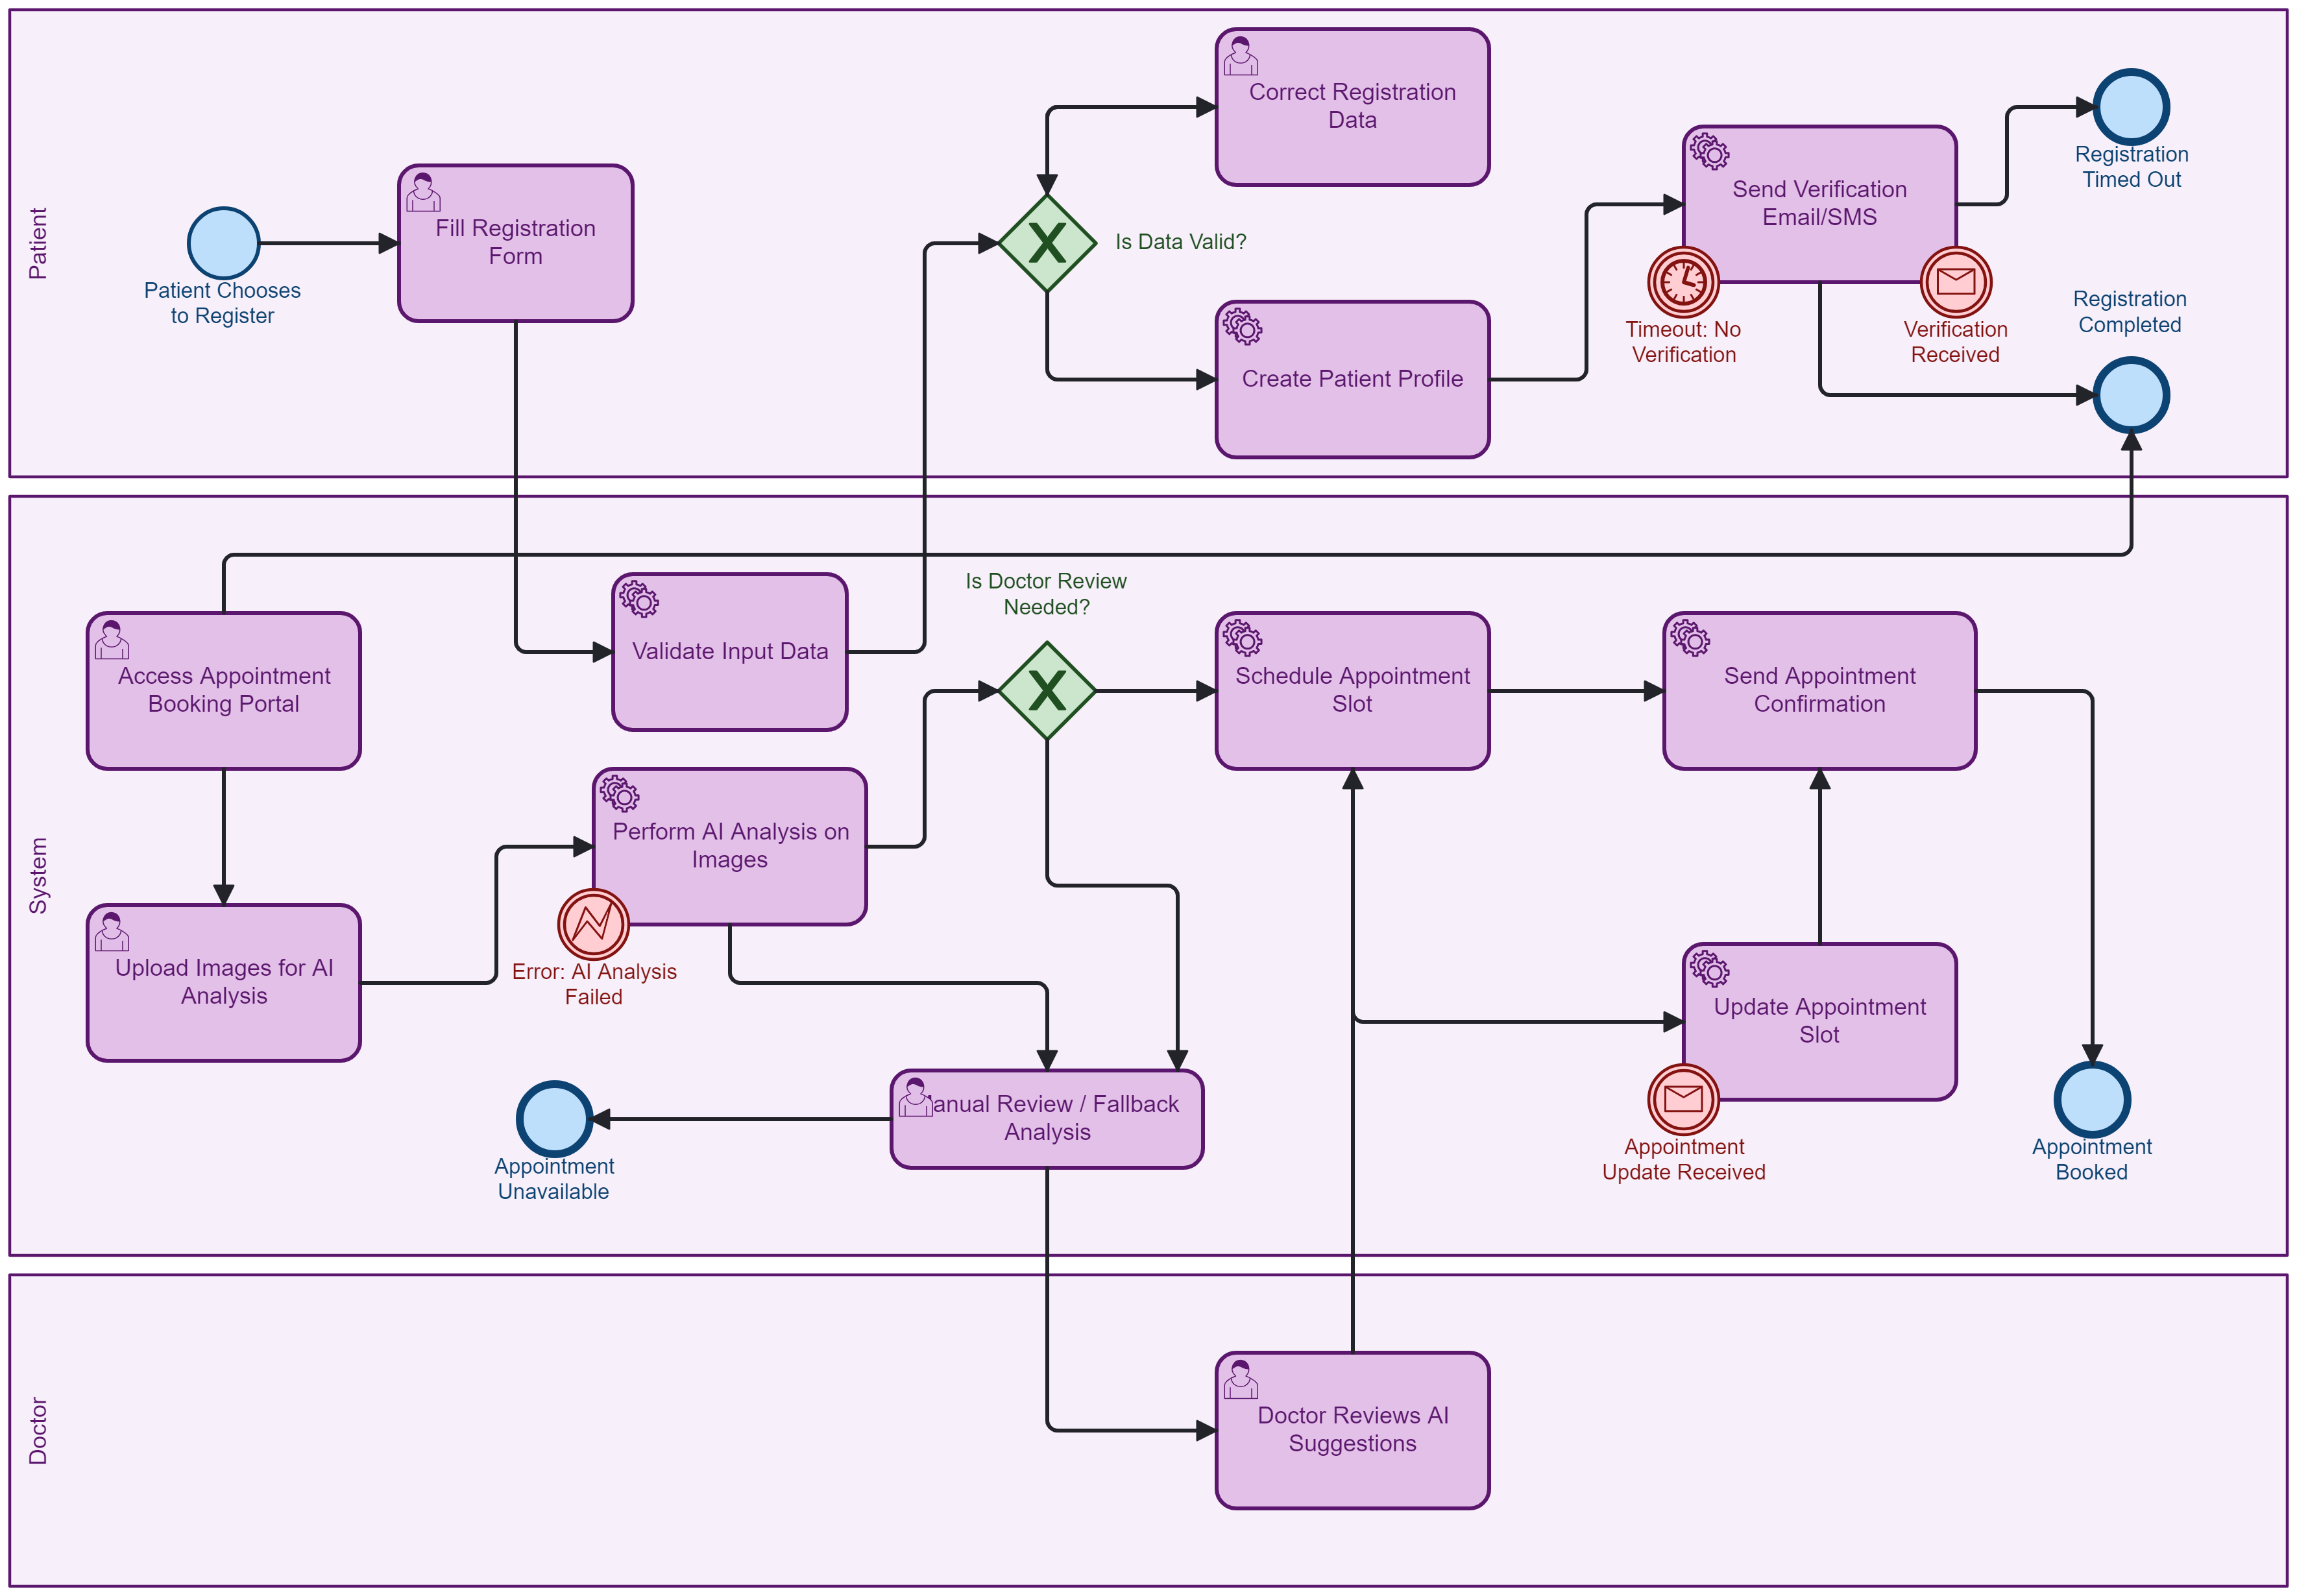 Patient
Patient Chooses
to Register
Fill Registration
Form
Is Data Valid?
Correct Registration
Data
Create Patient Profile
Send Verification
Email/SMS
Timeout: No
Verification
Verification
Received
Registration
Timed Out
Registration
Completed
System
Access Appointment
Booking Portal
Validate Input Data
Is Doctor Review
Needed?
Schedule Appointment
Slot
Send Appointment
Confirmation
Upload Images for AI
Analysis
Perform AI Analysis on
Images
Error: AI Analysis
Failed
Update Appointment
Slot
Appointment
Update Received
Appointment
Unavailable
anual Review / Fallback
Analysis
Appointment
Booked
Doctor
Doctor Reviews AI
Suggestions